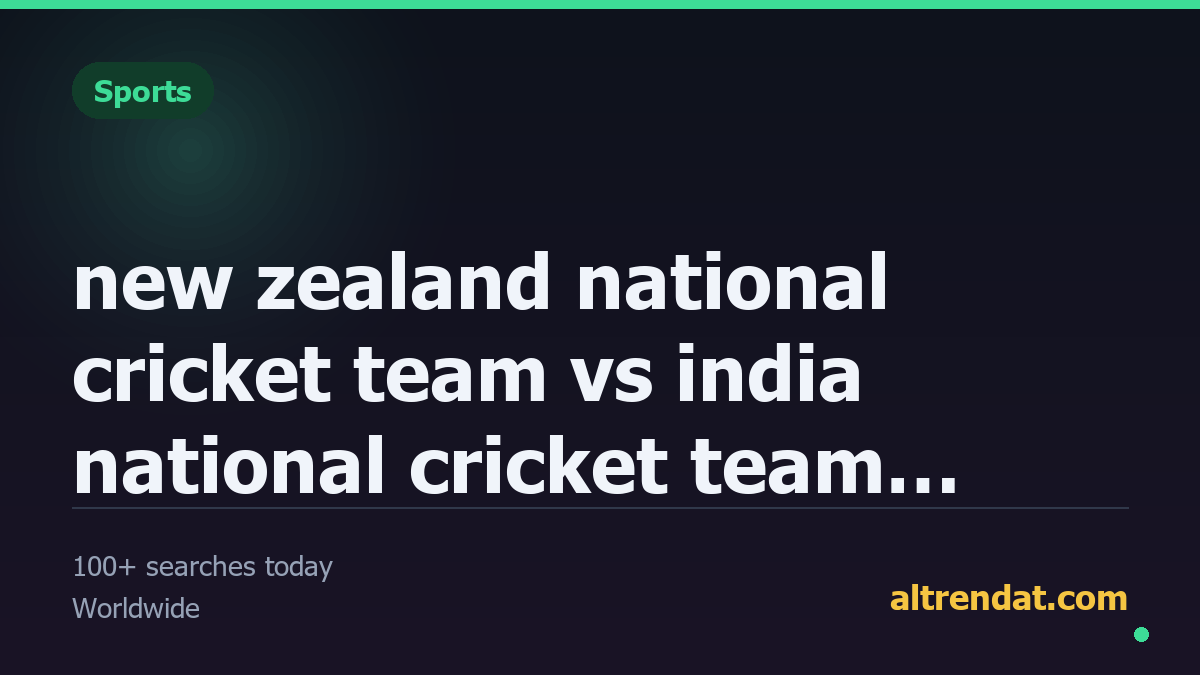 Sports
new zealand national
cricket team vs india
national cricket team...
100+ searches today
Worldwide
altrendat.com